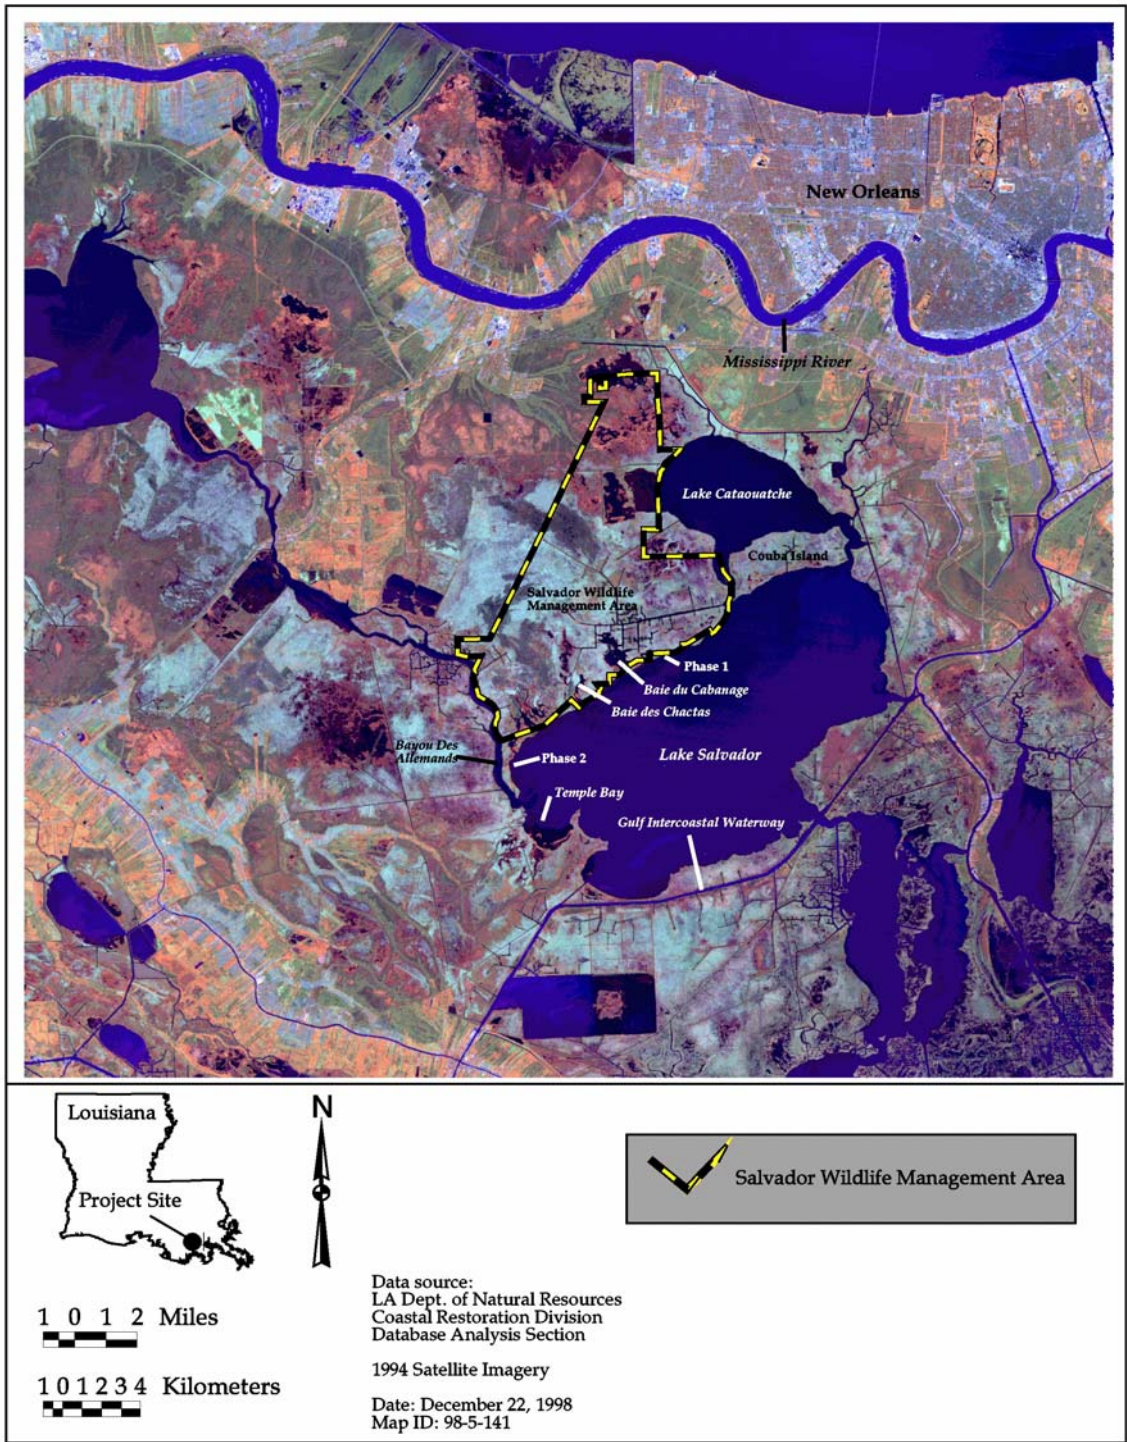 New Orleans
Mississippi River
Lake Cataouatche
Couba Island
Salvador Wildlife
Management Area
Phase 1
Baie du Cabanage
Baie des Chactas
Bayou Des
Allemands
Phase 2
Lake Salvador
Temple Bay
Gulf Intercoastal Waterway
Louisiana
Project Site
N
Salvador Wildlife Management Area
1 0 1 2 Miles
1 0 1 2 3 4 Kilometers
Data source:
LA Dept. of Natural Resources
Coastal Restoration Division
Database Analysis Section
1994 Satellite Imagery
Date: December 22, 1998
Map ID: 98-5-141